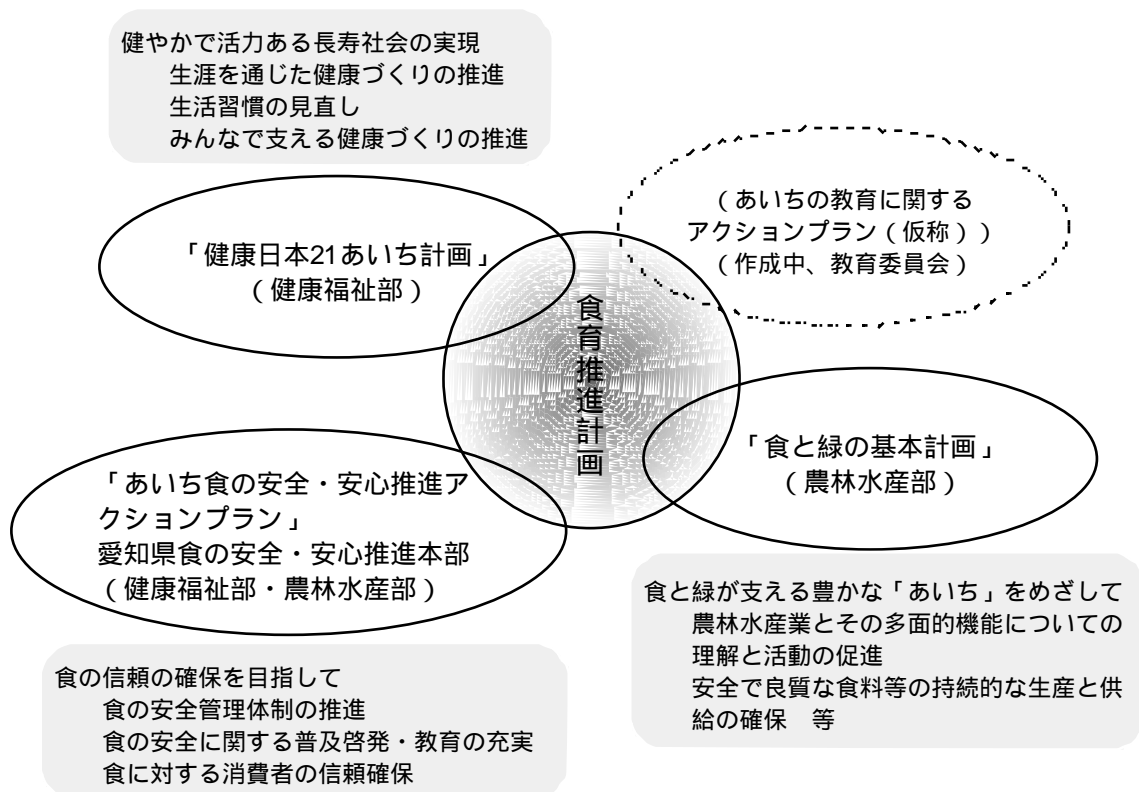 健やかで活力ある長寿社会の実現
生涯を通じた健康づくりの推進
生活習慣の見直し
みんなで支える健康づくりの推進
（あいちの教育に関する
アクションプラン（仮称））
（作成中、教育委員会）
「健康日本21あいち計画」
（健康福祉部）
食育推進計画
「食と緑の基本計画」
（農林水産部）
「あいち食の安全・安心推進ア
クションプラン」
愛知県食の安全・安心推進本部
（健康福祉部・農林水産部）
食と緑が支える豊かな「あいち」をめざして
農林水産業とその多面的機能についての
理解と活動の促進
安全で良質な食料等の持続的な生産と供
給の確保　等
食の信頼の確保を目指して
食の安全管理体制の推進
食の安全に関する普及啓発・教育の充実
食に対する消費者の信頼確保